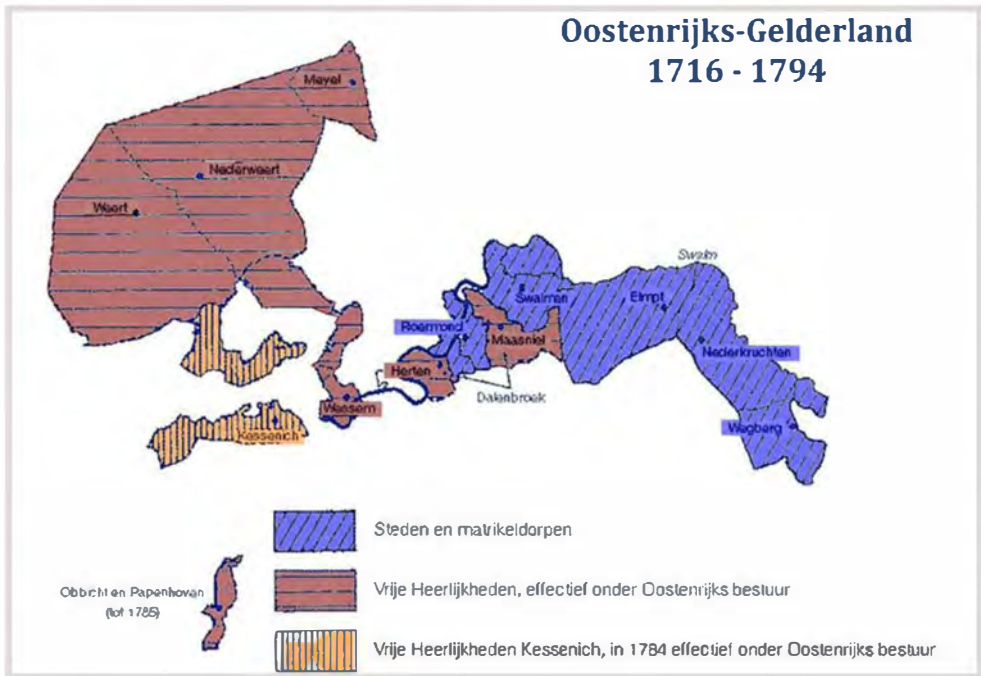 Oostenrijks-Gelderland
1716 - 1794
Meyel
Nederweert
Weert
Swalm
Swalmen
Elmpt
Roermond
Maasniel
Nederkruchten
Herten
Dalenbroek
Wessem
Kessenich
Wegberg
Steden en matrikeldorpen
Obbicht en Papenhoven
(tot 1785)
Vrije Heerlijkheden, effectief onder Oostenrijks bestuur
Vrije Heerlijkheden Kessenich, in 1784 effectief onder Oostenrijks bestuur